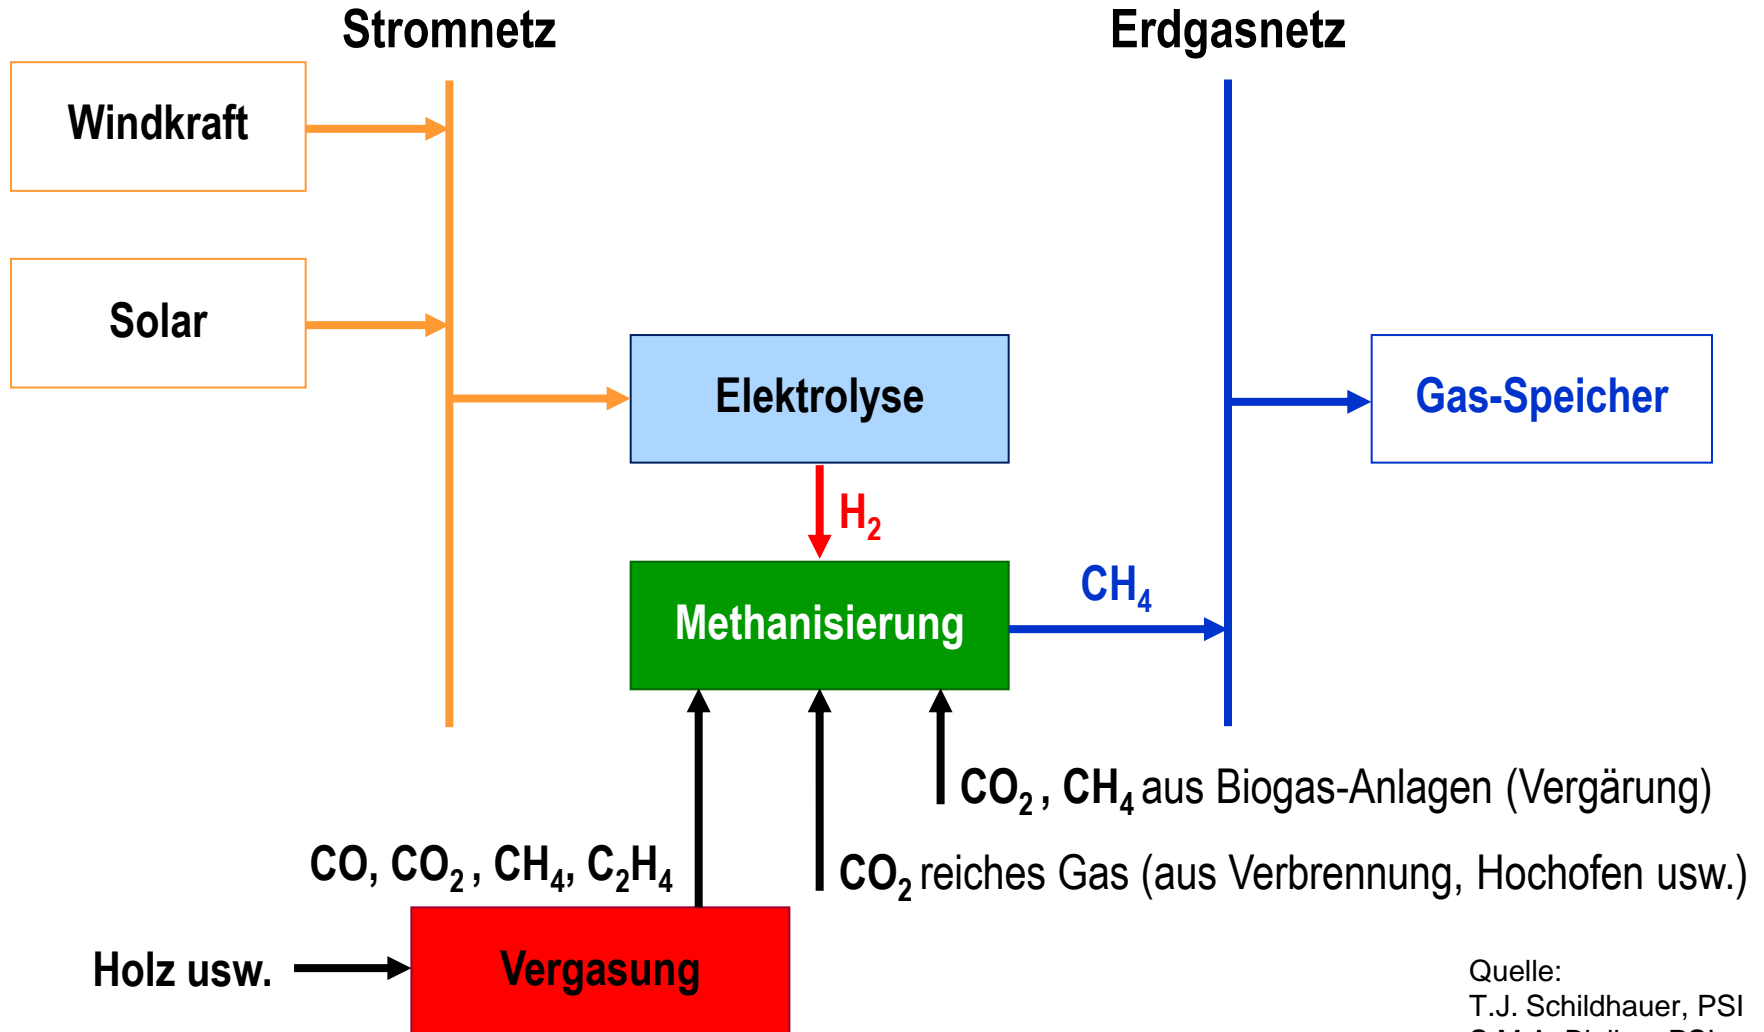 Stromnetz
Erdgasnetz
Windkraft
Solar
Elektrolyse
Gas-Speicher
H₂
CH₄
Methanisierung
CO₂ , CH₄ aus Biogas-Anlagen (Vergärung)
CO, CO₂ , CH₄, C₂H₄
CO₂ reiches Gas (aus Verbrennung, Hochofen usw.)
Holz usw.
Vergasung
Quelle:
T.J. Schildhauer, PSI